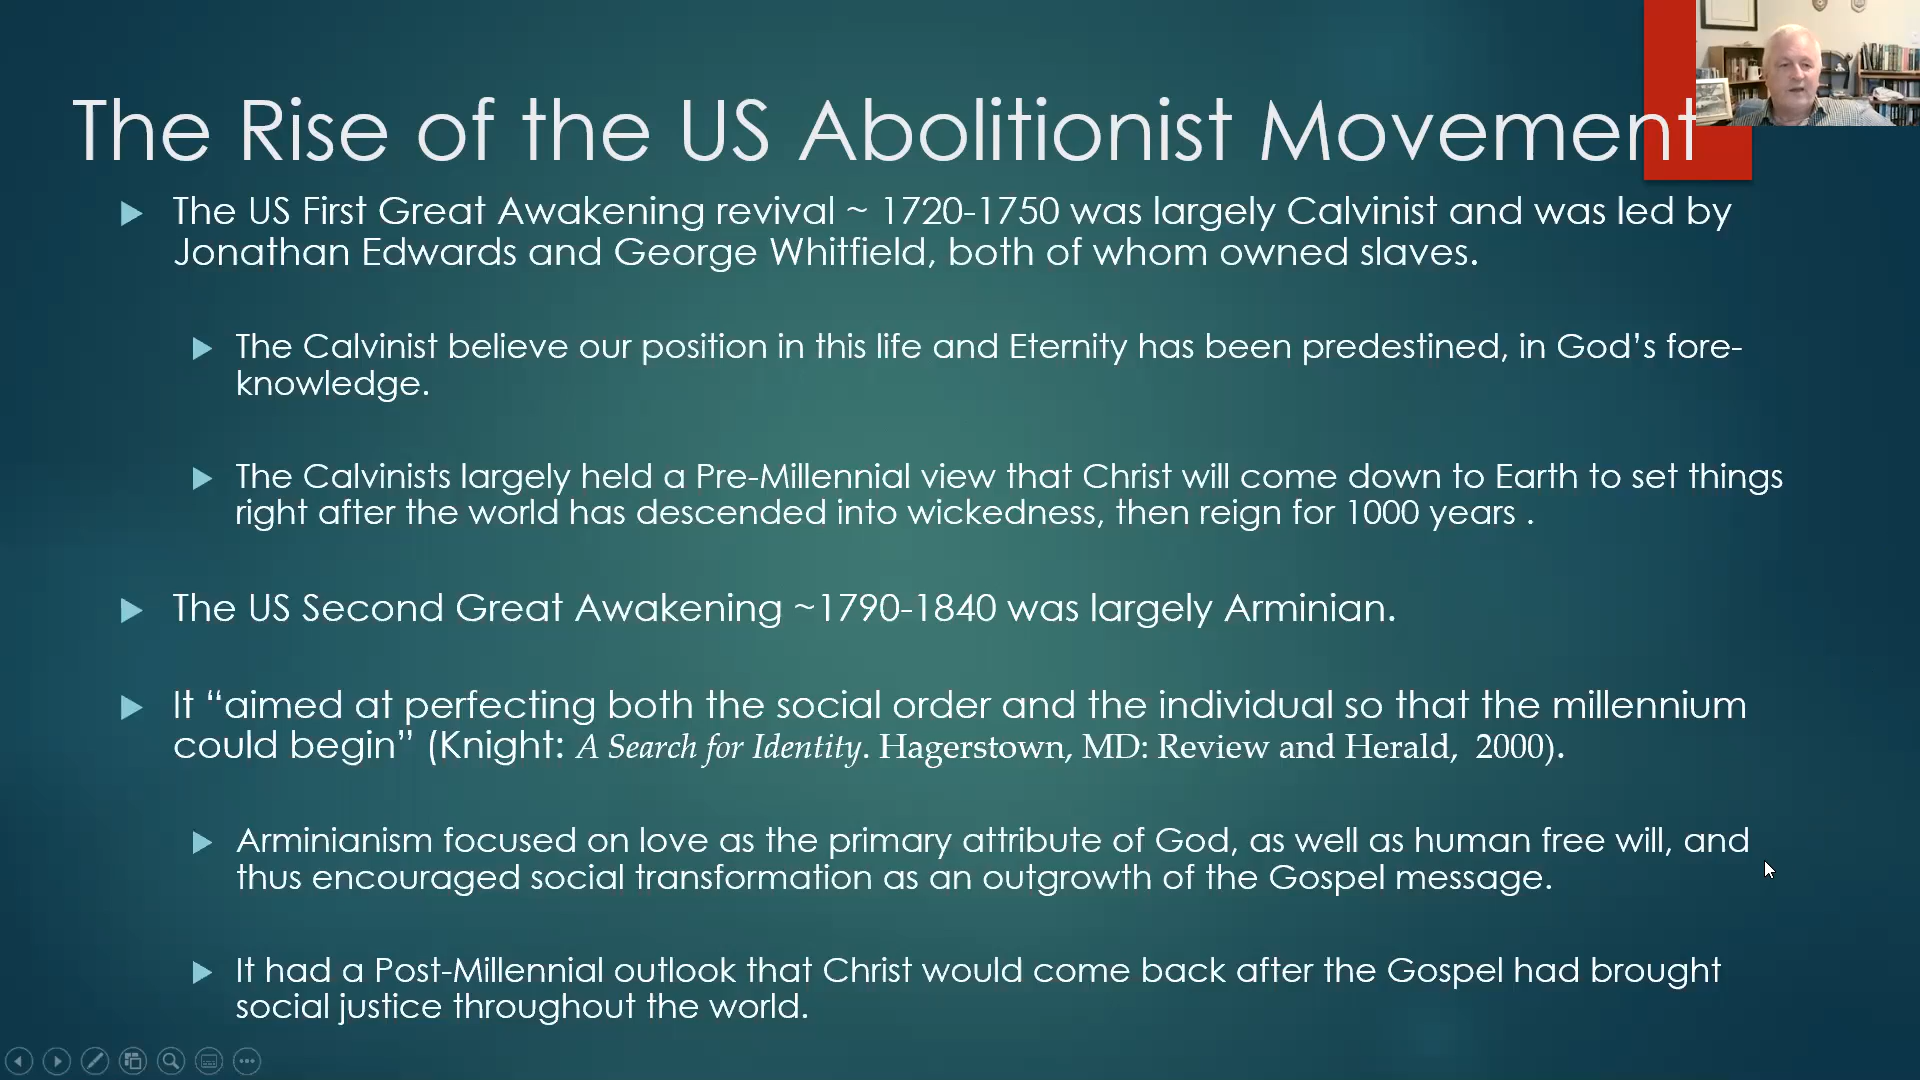 The Rise of the US Abolitionist Movement
The US First Great Awakening revival ~ 1720-1750 was largely Calvinist and was led by
Jonathan Edwards and George Whitfield, both of whom owned slaves.
The Calvinist believe our position in this life and Eternity has been predestined, in God’s fore-
knowledge.
The Calvinists largely held a Pre-Millennial view that Christ will come down to Earth to set things
right after the world has descended into wickedness, then reign for 1000 years .
The US Second Great Awakening ~1790-1840 was largely Arminian.
It “aimed at perfecting both the social order and the individual so that the millennium
could begin” (Knight: A Search for Identity. Hagerstown, MD: Review and Herald, 2000).
Arminianism focused on love as the primary attribute of God, as well as human free will, and
thus encouraged social transformation as an outgrowth of the Gospel message.
It had a Post-Millennial outlook that Christ would come back after the Gospel had brought
social justice throughout the world.